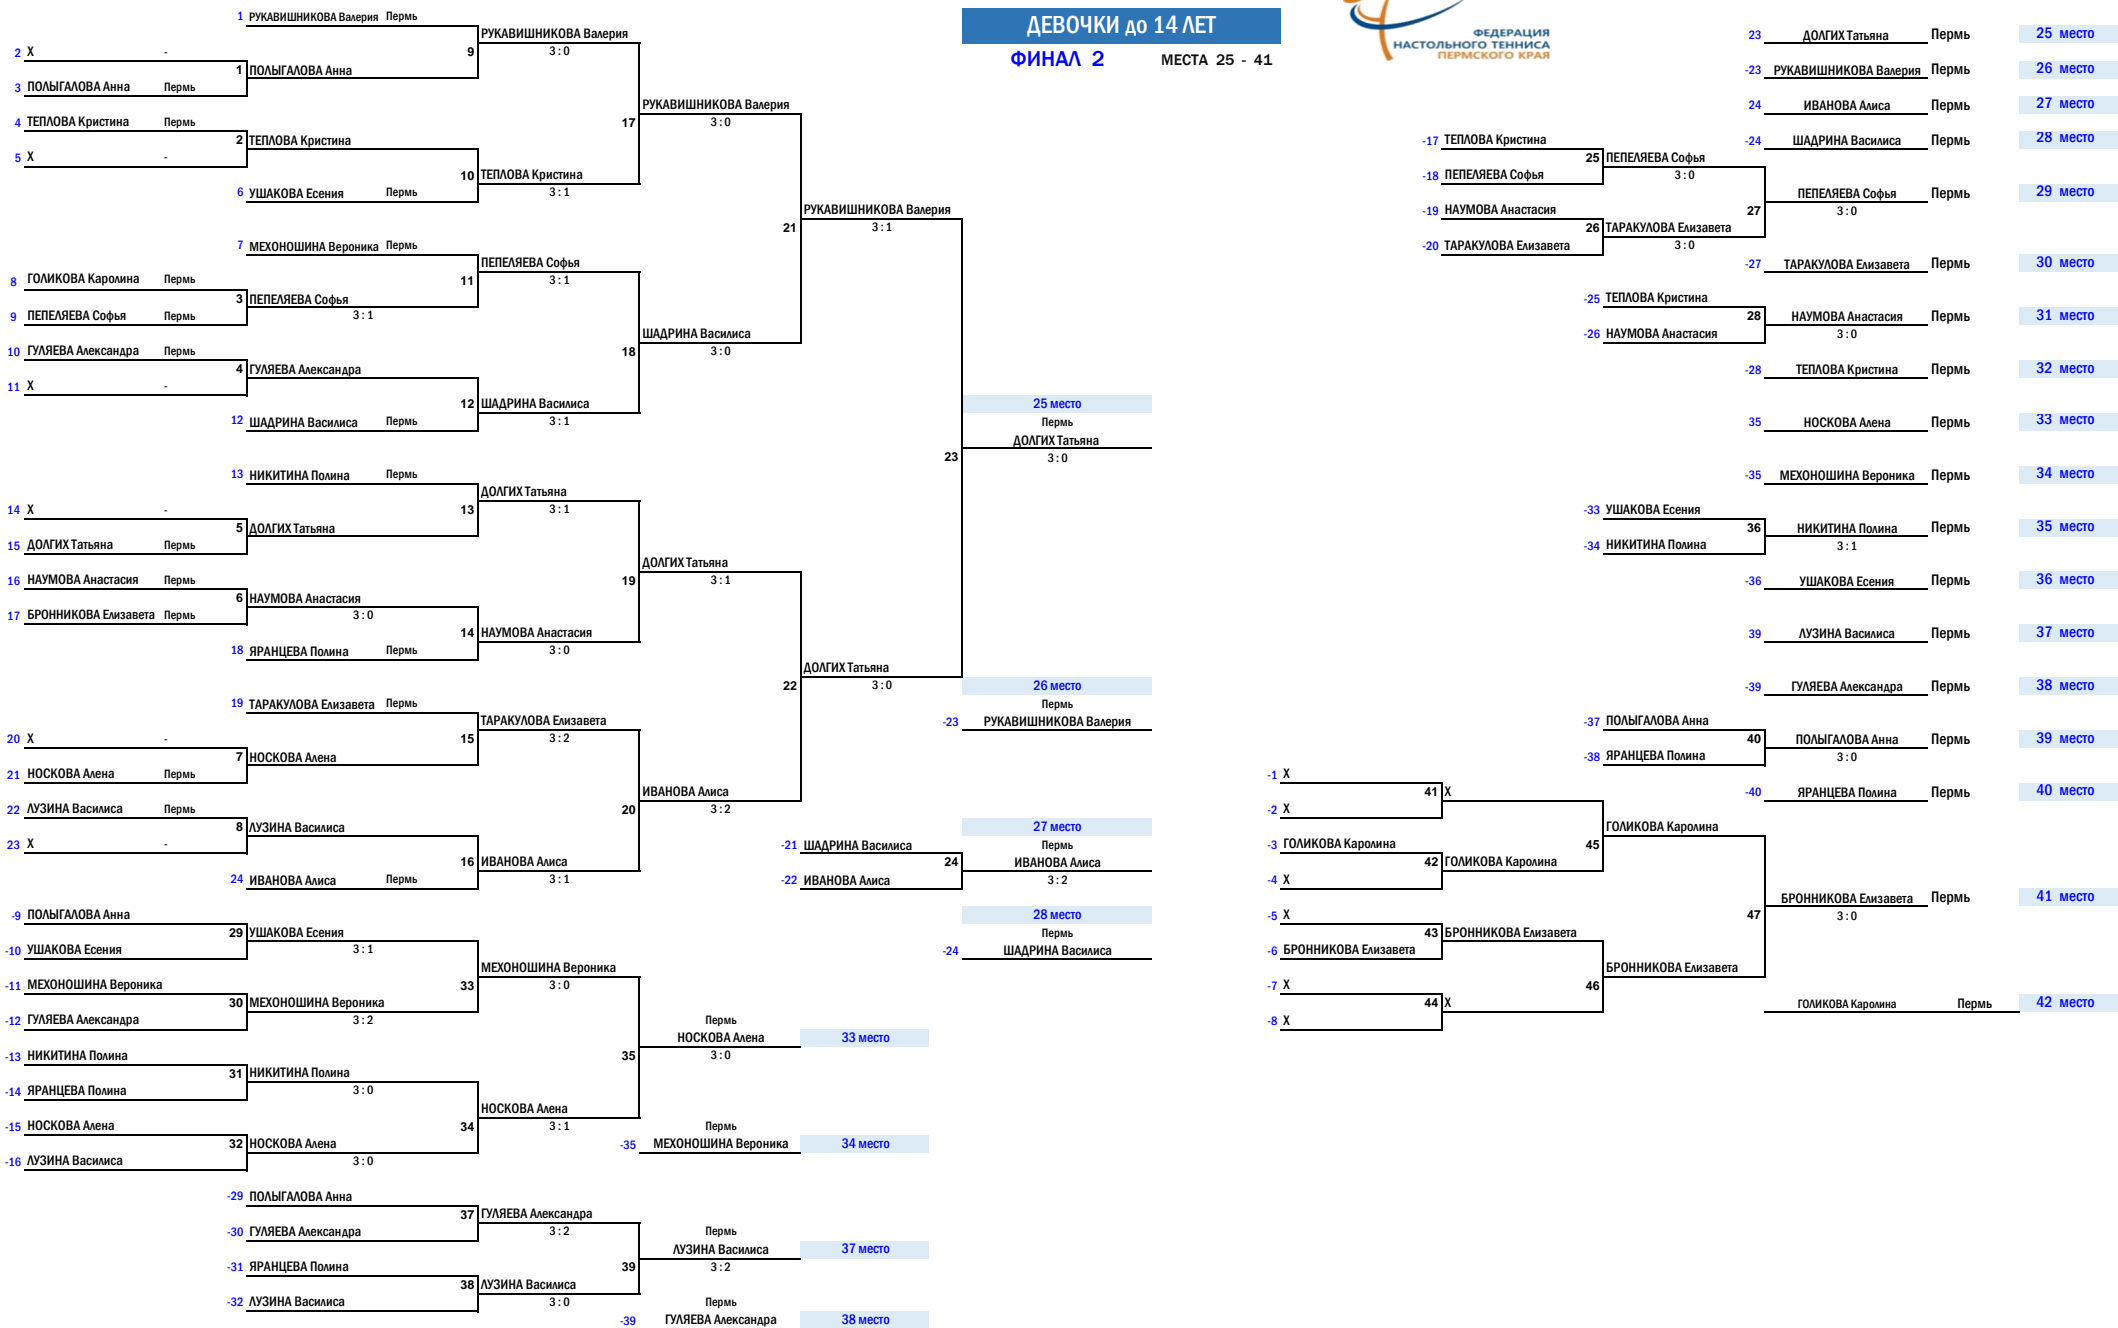 ДЕВОЧКИ до 14 ЛЕТ
ФИНАЛ 2 МЕСТА 25 - 41
ФЕДЕРАЦИЯ
НАСТОЛЬНОГО ТЕННИСА
ПЕРМСКОГО КРАЯ
1 РУКАВИШНИКОВА Валерия Пермь
РУКАВИШНИКОВА Валерия
2 X -
9 3:0
1 ПОЛЫГАЛОВА Анна
3 ПОЛЫГАЛОВА Анна Пермь
РУКАВИШНИКОВА Валерия
17 3:0
4 ТЕПЛОВА Кристина Пермь
2 ТЕПЛОВА Кристина
5 X -
10 ТЕПЛОВА Кристина
3:1
6 УШАКОВА Есения Пермь
РУКАВИШНИКОВА Валерия
21 3:1
7 МЕХОНОШИНА Вероника Пермь
ПЕПЕЛЯЕВА Софья
8 ГОЛИКОВА Каролина Пермь
11 3:1
3 ПЕПЕЛЯЕВА Софья
3:1
9 ПЕПЕЛЯЕВА Софья Пермь
ШАДРИНА Василиса
18 3:0
10 ГУЛЯЕВА Александра Пермь
4 ГУЛЯЕВА Александра
11 X -
12 ШАДРИНА Василиса
3:1
12 ШАДРИНА Василиса Пермь
25 место
Пермь
ДОЛГИХ Татьяна
23 3:0
13 НИКИТИНА Полина Пермь
ДОЛГИХ Татьяна
14 X -
13 3:1
5 ДОЛГИХ Татьяна
15 ДОЛГИХ Татьяна Пермь
ДОЛГИХ Татьяна
19 3:1
16 НАУМОВА Анастасия Пермь
6 НАУМОВА Анастасия
3:0
17 БРОННИКОВА Елизавета Пермь
14 НАУМОВА Анастасия
3:0
18 ЯРАНЦЕВА Полина Пермь
ДОЛГИХ Татьяна
22 3:0
26 место
Пермь
-23 РУКАВИШНИКОВА Валерия
19 ТАРАКУЛОВА Елизавета Пермь
ТАРАКУЛОВА Елизавета
20 X -
15 3:2
7 НОСКОВА Алена
21 НОСКОВА Алена Пермь
ИВАНОВА Алиса
20 3:2
22 ЛУЗИНА Василиса Пермь
8 ЛУЗИНА Василиса
23 X -
16 ИВАНОВА Алиса
3:1
24 ИВАНОВА Алиса Пермь
27 место
-21 ШАДРИНА Василиса Пермь
24 ИВАНОВА Алиса
-22 ИВАНОВА Алиса 3:2
28 место
Пермь
-24 ШАДРИНА Василиса
-9 ПОЛЫГАЛОВА Анна
29 УШАКОВА Есения
3:1
-10 УШАКОВА Есения
МЕХОНОШИНА Вероника
33 3:0
-11 МЕХОНОШИНА Вероника
30 МЕХОНОШИНА Вероника
3:2
-12 ГУЛЯЕВА Александра
Пермь
НОСКОВА Алена 33 место
35 3:0
-13 НИКИТИНА Полина
31 НИКИТИНА Полина
3:0
-14 ЯРАНЦЕВА Полина
НОСКОВА Алена
34 3:1
-15 НОСКОВА Алена
32 НОСКОВА Алена
3:0
-16 ЛУЗИНА Василиса
Пермь
-35 МЕХОНОШИНА Вероника 34 место
-29 ПОЛЫГАЛОВА Анна
37 ГУЛЯЕВА Александра
3:2
-30 ГУЛЯЕВА Александра
Пермь
ЛУЗИНА Василиса 37 место
39 3:2
-31 ЯРАНЦЕВА Полина
38 ЛУЗИНА Василиса
3:0
-32 ЛУЗИНА Василиса
Пермь
-39 ГУЛЯЕВА Александра 38 место
23 ДОЛГИХ Татьяна Пермь 25 место
-23 РУКАВИШНИКОВА Валерия Пермь 26 место
24 ИВАНОВА Алиса Пермь 27 место
-24 ШАДРИНА Василиса Пермь 28 место
-17 ТЕПЛОВА Кристина
25 ПЕПЕЛЯЕВА Софья
3:0
-18 ПЕПЕЛЯЕВА Софья
ПЕПЕЛЯЕВА Софья Пермь 29 место
27 3:0
-19 НАУМОВА Анастасия
26 ТАРАКУЛОВА Елизавета
3:0
-20 ТАРАКУЛОВА Елизавета
-27 ТАРАКУЛОВА Елизавета Пермь 30 место
-25 ТЕПЛОВА Кристина
28 НАУМОВА Анастасия Пермь 31 место
3:0
-26 НАУМОВА Анастасия
-28 ТЕПЛОВА Кристина Пермь 32 место
35 НОСКОВА Алена Пермь 33 место
-35 МЕХОНОШИНА Вероника Пермь 34 место
-33 УШАКОВА Есения
36 НИКИТИНА Полина Пермь 35 место
3:1
-34 НИКИТИНА Полина
-36 УШАКОВА Есения Пермь 36 место
39 ЛУЗИНА Василиса Пермь 37 место
-39 ГУЛЯЕВА Александра Пермь 38 место
-37 ПОЛЫГАЛОВА Анна
40 ПОЛЫГАЛОВА Анна Пермь 39 место
3:0
-38 ЯРАНЦЕВА Полина
-40 ЯРАНЦЕВА Полина Пермь 40 место
-1 X
41 X
-2 X
ГОЛИКОВА Каролина
45
-3 ГОЛИКОВА Каролина
42 ГОЛИКОВА Каролина
-4 X
БРОННИКОВА Елизавета Пермь 41 место
47 3:0
-5 X
43 БРОННИКОВА Елизавета
-6 БРОННИКОВА Елизавета
БРОННИКОВА Елизавета
46
-7 X
44 X
-8 X
ГОЛИКОВА Каролина Пермь 42 место